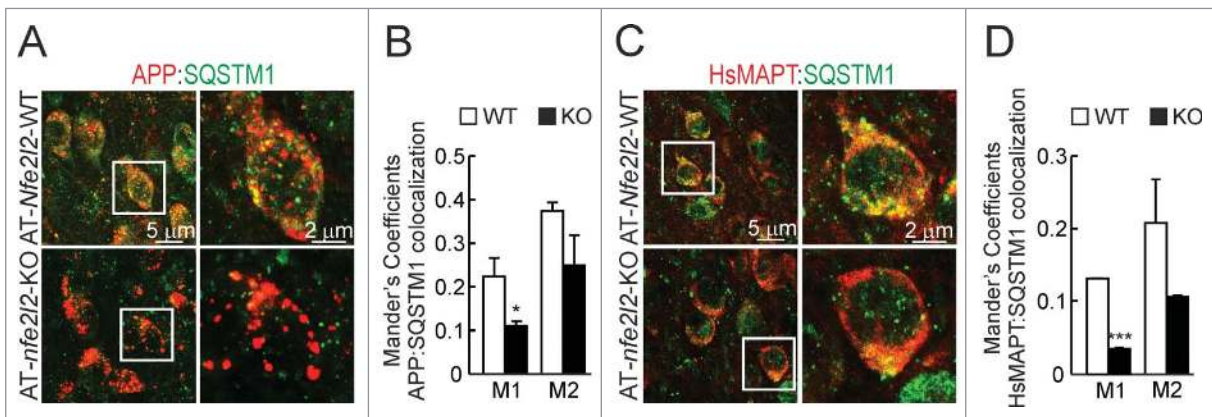 A
APP:SQSTM1
AT-Nfe2l2-WT
5 μm
2 μm
AT-nfe2l2-KO
B
WT
KO
Mander's Coefficients
APP:SQSTM1 colocalization
0.5
0.4
0.3
0.2
0.1
0
*
M1
M2
C
HsMAPT:SQSTM1
AT-Nfe2l2-WT
5 μm
2 μm
AT-nfe2l2-KO
D
WT
KO
Mander's Coefficients
HsMAPT:SQSTM1 colocalization
0.3
0.2
0.1
0
***
M1
M2